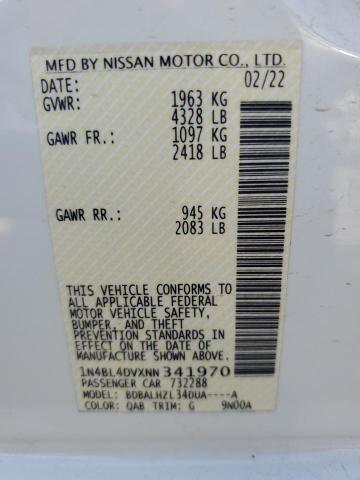 MFD BY NISSAN MOTOR CO., LTD.
DATE: 02/22
GVWR: 1963 KG
4328 LB
GAWR FR.: 1097 KG
2418 LB
GAWR RR.: 945 KG
2083 LB
THIS VEHICLE CONFORMS TO
ALL APPLICABLE FEDERAL
MOTOR VEHICLE SAFETY,
BUMPER, AND THEFT
PREVENTION STANDARDS IN
EFFECT ON THE DATE OF
MANUFACTURE SHOWN ABOVE.
1N4BL4DVXNN341970
PASSENGER CAR 732288
MODEL: BDBALHZL34DUA----A
COLOR: QAB TRIM: G 9N00A